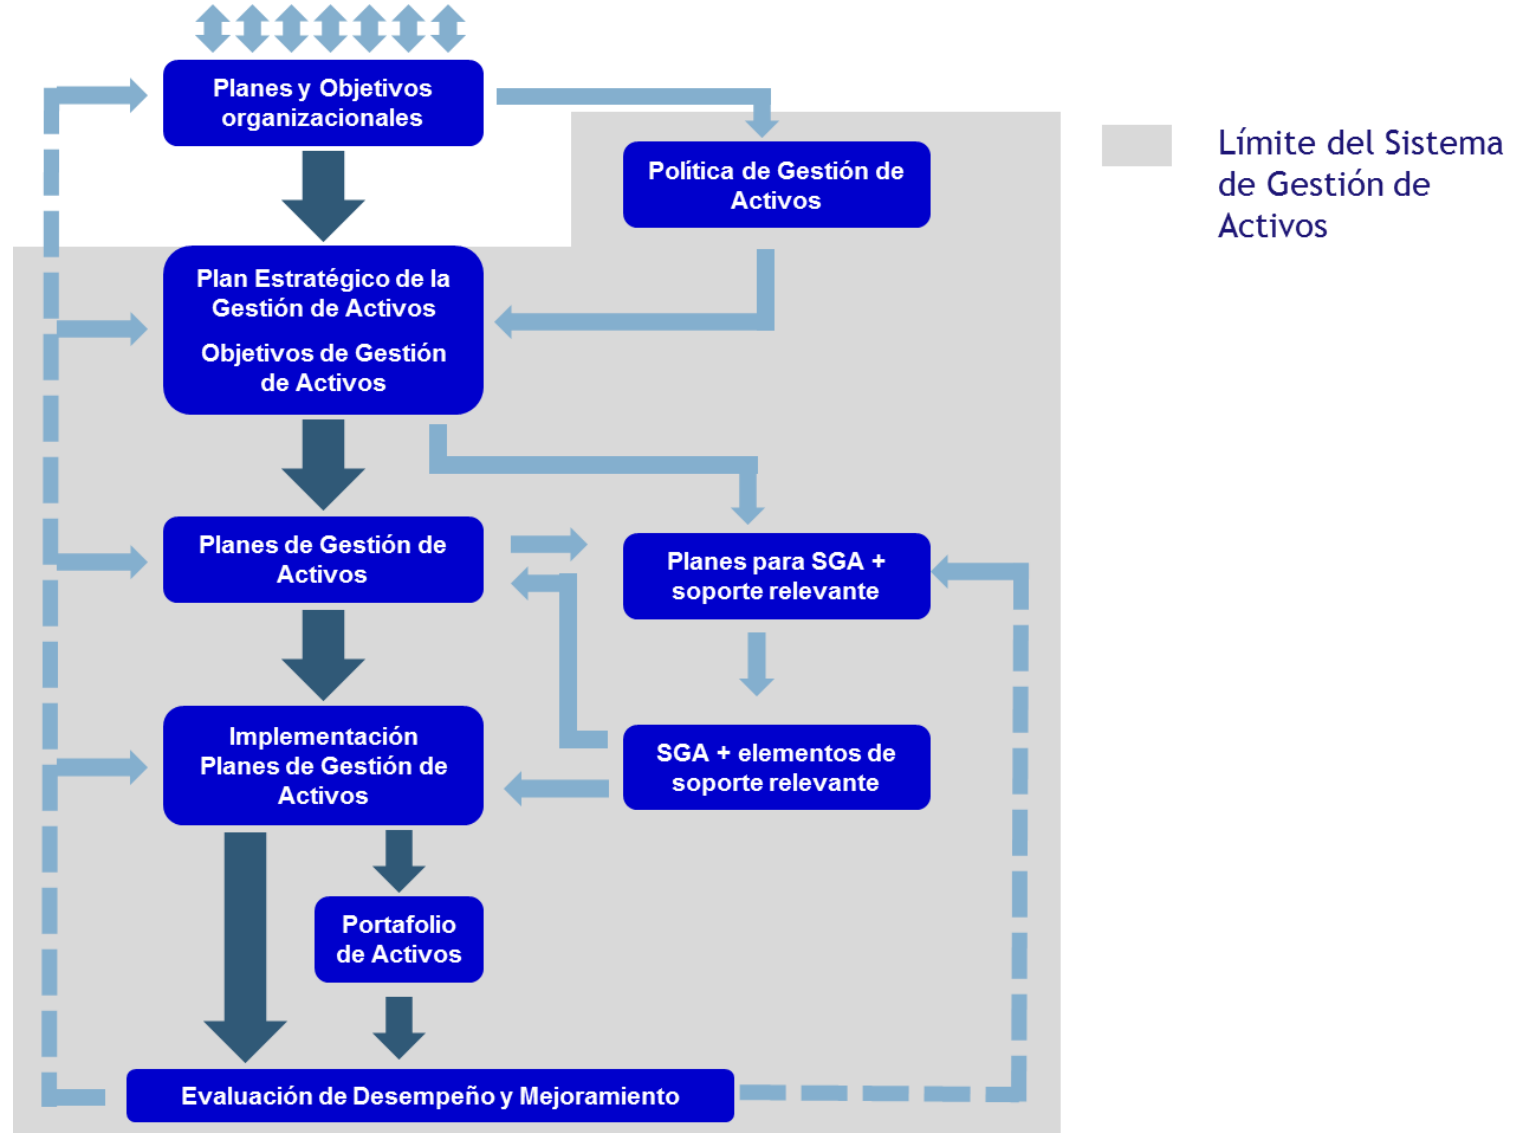 Planes y Objetivos
organizacionales
Política de Gestión de
Activos
Límite del Sistema
de Gestión de
Activos
Plan Estratégico de la
Gestión de Activos
Objetivos de Gestión
de Activos
Planes de Gestión de
Activos
Planes para SGA +
soporte relevante
Implementación
Planes de Gestión de
Activos
SGA + elementos de
soporte relevante
Portafolio
de Activos
Evaluación de Desempeño y Mejoramiento